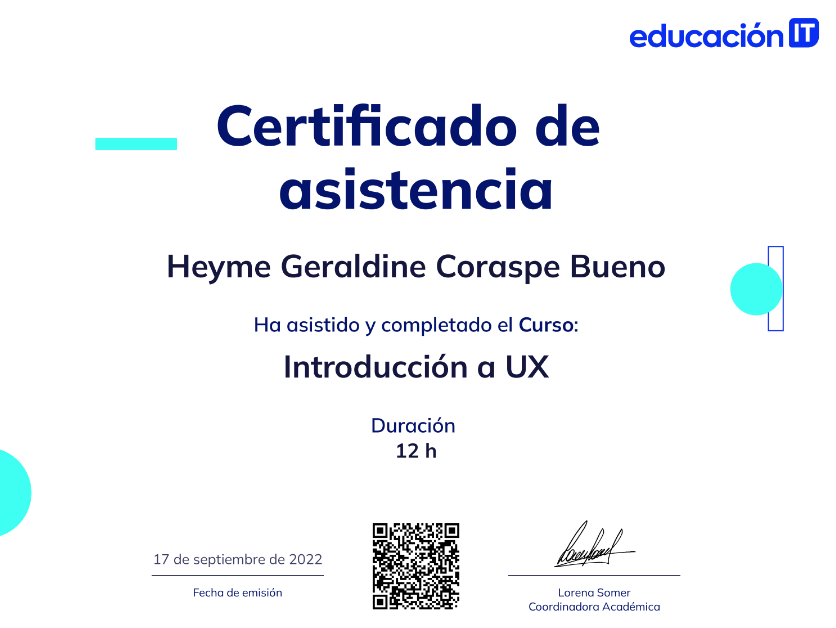 educación IT
Certificado de
asistencia
Heyme Geraldine Coraspe Bueno
Ha asistido y completado el Curso:
Introducción a UX
Duración
12 h
17 de septiembre de 2022
Fecha de emisión
Lorena Somer
Coordinadora Académica